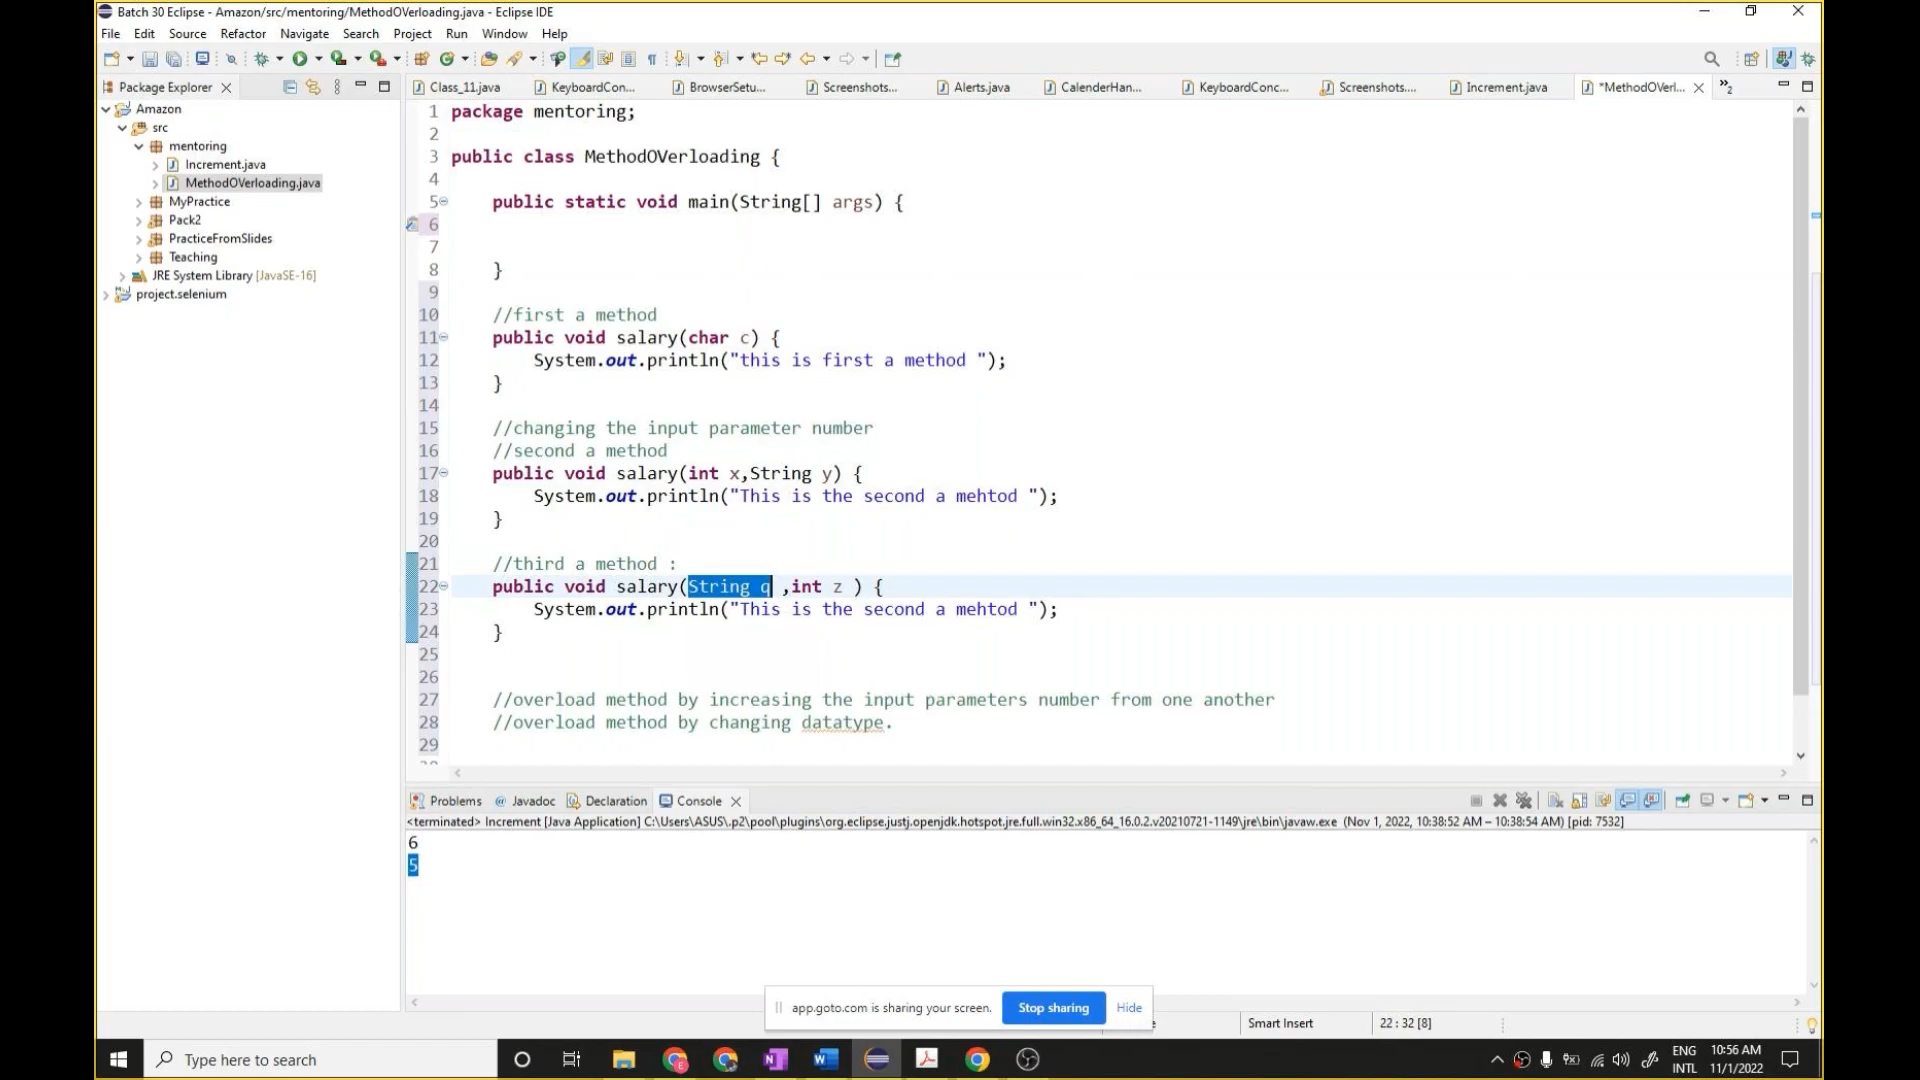 Batch 30 Eclipse - Amazon/src/mentoring/MethodOVerloading.java - Eclipse IDE
File Edit Source Refactor Navigate Search Project Run Window Help
Package Explorer
Class_11.java KeyboardCon... BrowserSetu... Screenshots... Alerts.java CalenderHan... KeyboardConc... Screenshots.... Increment.java *MethodOVerl... »2
Amazon
src
mentoring
Increment.java
MethodOVerloading.java
MyPractice
Pack2
PracticeFromSlides
Teaching
JRE System Library [JavaSE-16]
project.selenium
1 package mentoring;
2
3 public class MethodOVerloading {
4
5 public static void main(String[] args) {
6
7
8 }
9
10 //first a method
11 public void salary(char c) {
12 System.out.println("this is first a method ");
13 }
14
15 //changing the input parameter number
16 //second a method
17 public void salary(int x,String y) {
18 System.out.println("This is the second a mehtod ");
19 }
20
21 //third a method :
22 public void salary(String q ,int z ) {
23 System.out.println("This is the second a mehtod ");
24 }
25
26
27 //overload method by increasing the input parameters number from one another
28 //overload method by changing datatype.
29
Problems Javadoc Declaration Console
<terminated> Increment [Java Application] C:\Users\ASUS\.p2\pool\plugins\org.eclipse.justj.openjdk.hotspot.jre.full.win32.x86_64_16.0.2.v20210721-1149\jre\bin\javaw.exe (Nov 1, 2022, 10:38:52 AM – 10:38:54 AM) [pid: 7532]
6
5
app.goto.com is sharing your screen. Stop sharing Hide
Smart Insert 22 : 32 [8]
Type here to search
ENG 10:56 AM
INTL 11/1/2022